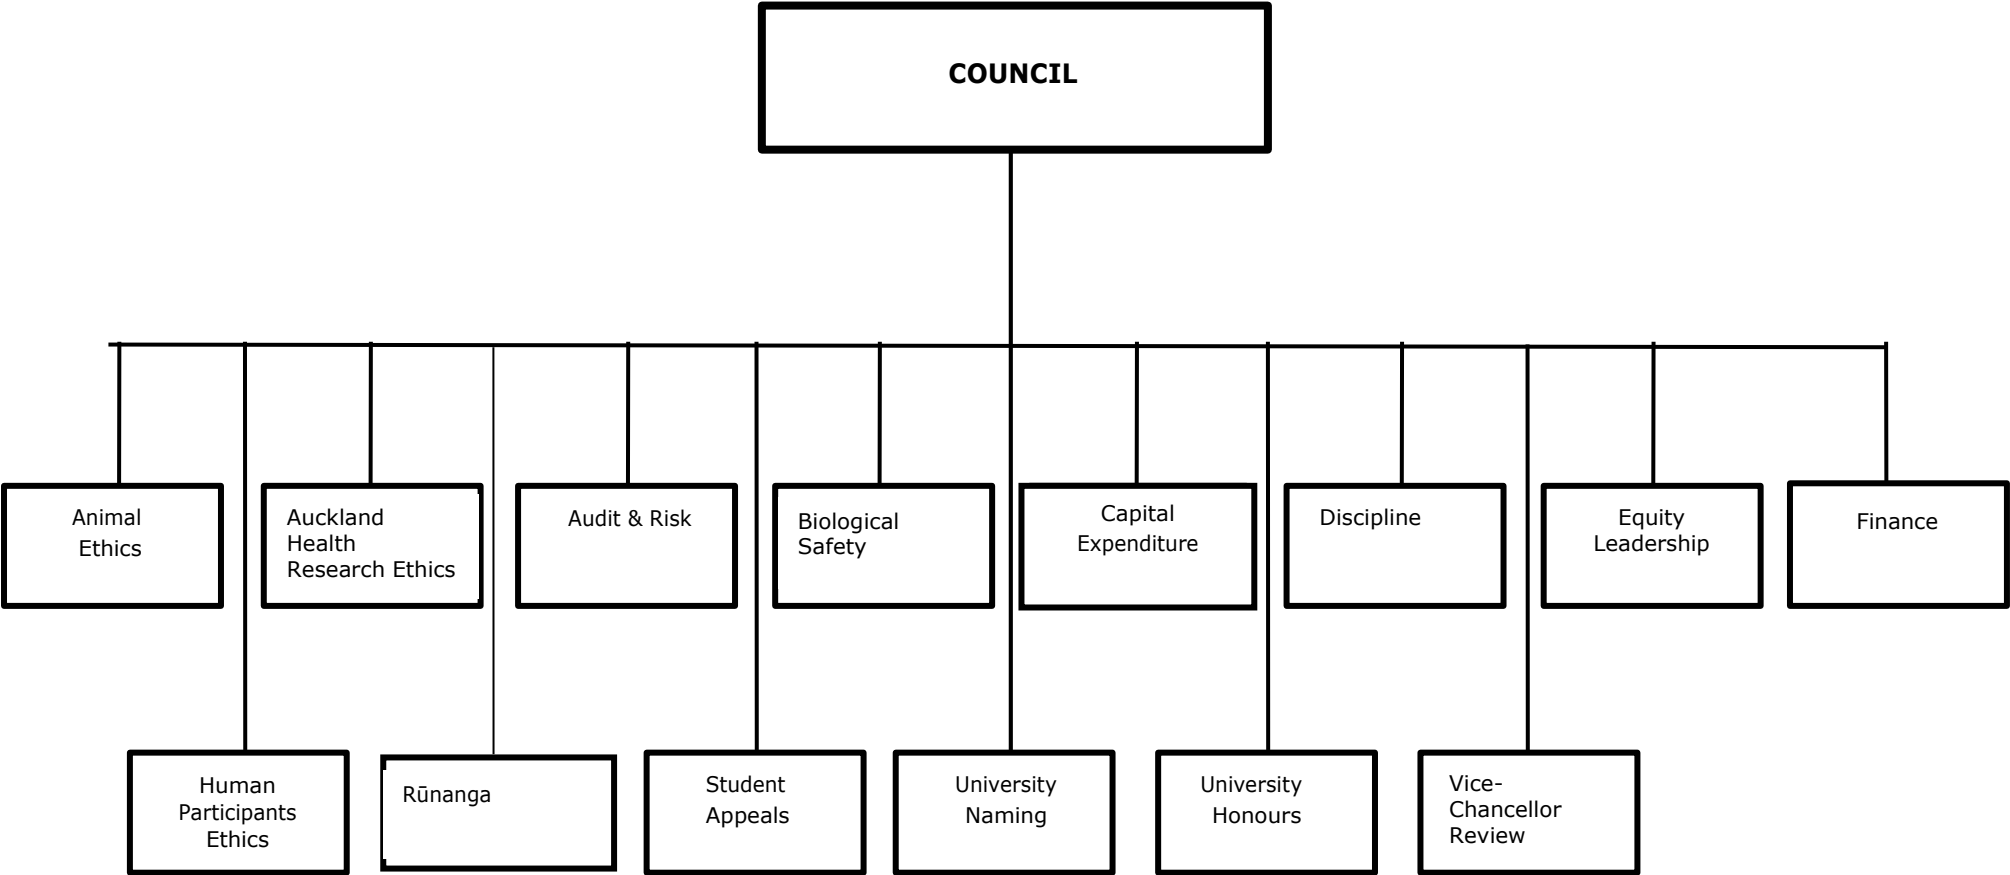 COUNCIL
Animal
Ethics
Auckland
Health
Research Ethics
Audit & Risk
Biological
Safety
Capital
Expenditure
Discipline
Equity
Leadership
Finance
Human
Participants
Ethics
Rūnanga
Student
Appeals
University
Naming
University
Honours
Vice-
Chancellor
Review